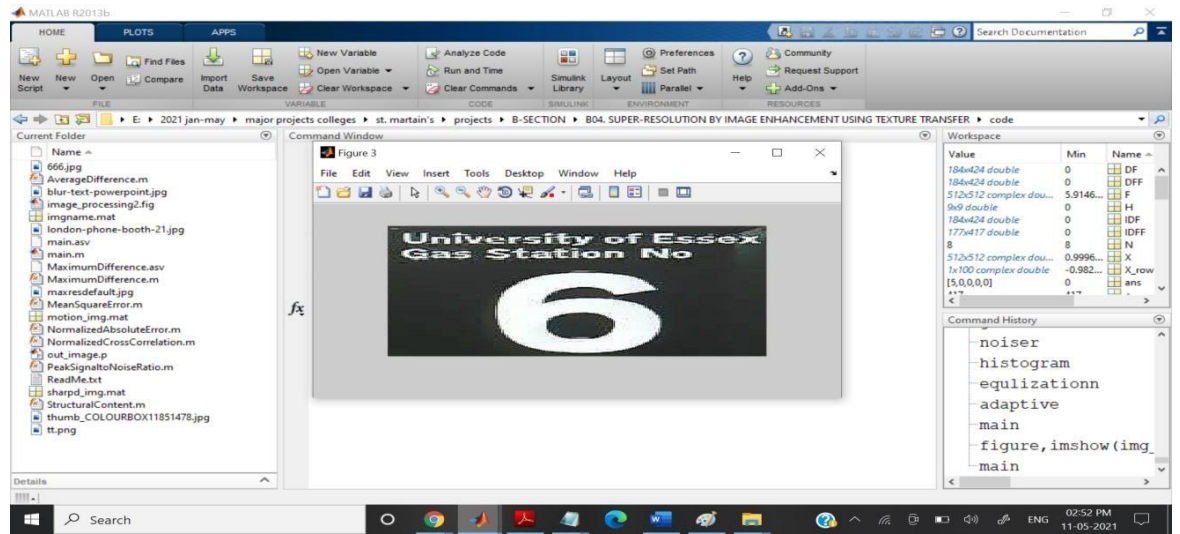 MATLAB R2013b
HOME PLOTS APPS
Search Documentation
New Script
New
Open
Find Files
Compare
Import Data
Save Workspace
New Variable
Open Variable
Clear Workspace
Analyze Code
Run and Time
Clear Commands
Simulink Library
Layout
Preferences
Set Path
Parallel
Help
Community
Request Support
Add-Ons
FILE VARIABLE CODE SIMULINK ENVIRONMENT RESOURCES
E: 2021 jan-may major projects colleges st. martain's projects B-SECTION B04. SUPER-RESOLUTION BY IMAGE ENHANCEMENT USING TEXTURE TRANSFER code
Current Folder
Name
666.jpg
AverageDifference.m
blur-text-powerpoint.jpg
image_processing2.fig
imgname.mat
london-phone-booth-21.jpg
main.asv
main.m
MaximumDifference.asv
MaximumDifference.m
maxresdefault.jpg
MeanSquareError.m
motion_img.mat
NormalizedAbsoluteError.m
NormalizedCrossCorrelation.m
out_image.p
PeakSignaltoNoiseRatio.m
ReadMe.txt
sharpd_img.mat
StructuralContent.m
thumb_COLOURBOX11851478.jpg
tt.png
Details
Command Window
fx
Figure 3
File Edit View Insert Tools Desktop Window Help
University of Essex
Gas Station No
6
Workspace
Value Min Name
184x424 double 0 DF
184x424 double 0 DFF
512x512 complex dou... 5.9146... F
9x9 double 0 H
184x424 double 0 IDF
177x417 double 0 IDFF
8 8 N
512x512 complex dou... 0.9996... X
1x100 complex double -0.982... X_row
[5,0,0,0,0] 0 ans
Command History
noiser
histogram
equlizationn
adaptive
main
figure,imshow(img_
main
Search
ENG
02:52 PM
11-05-2021